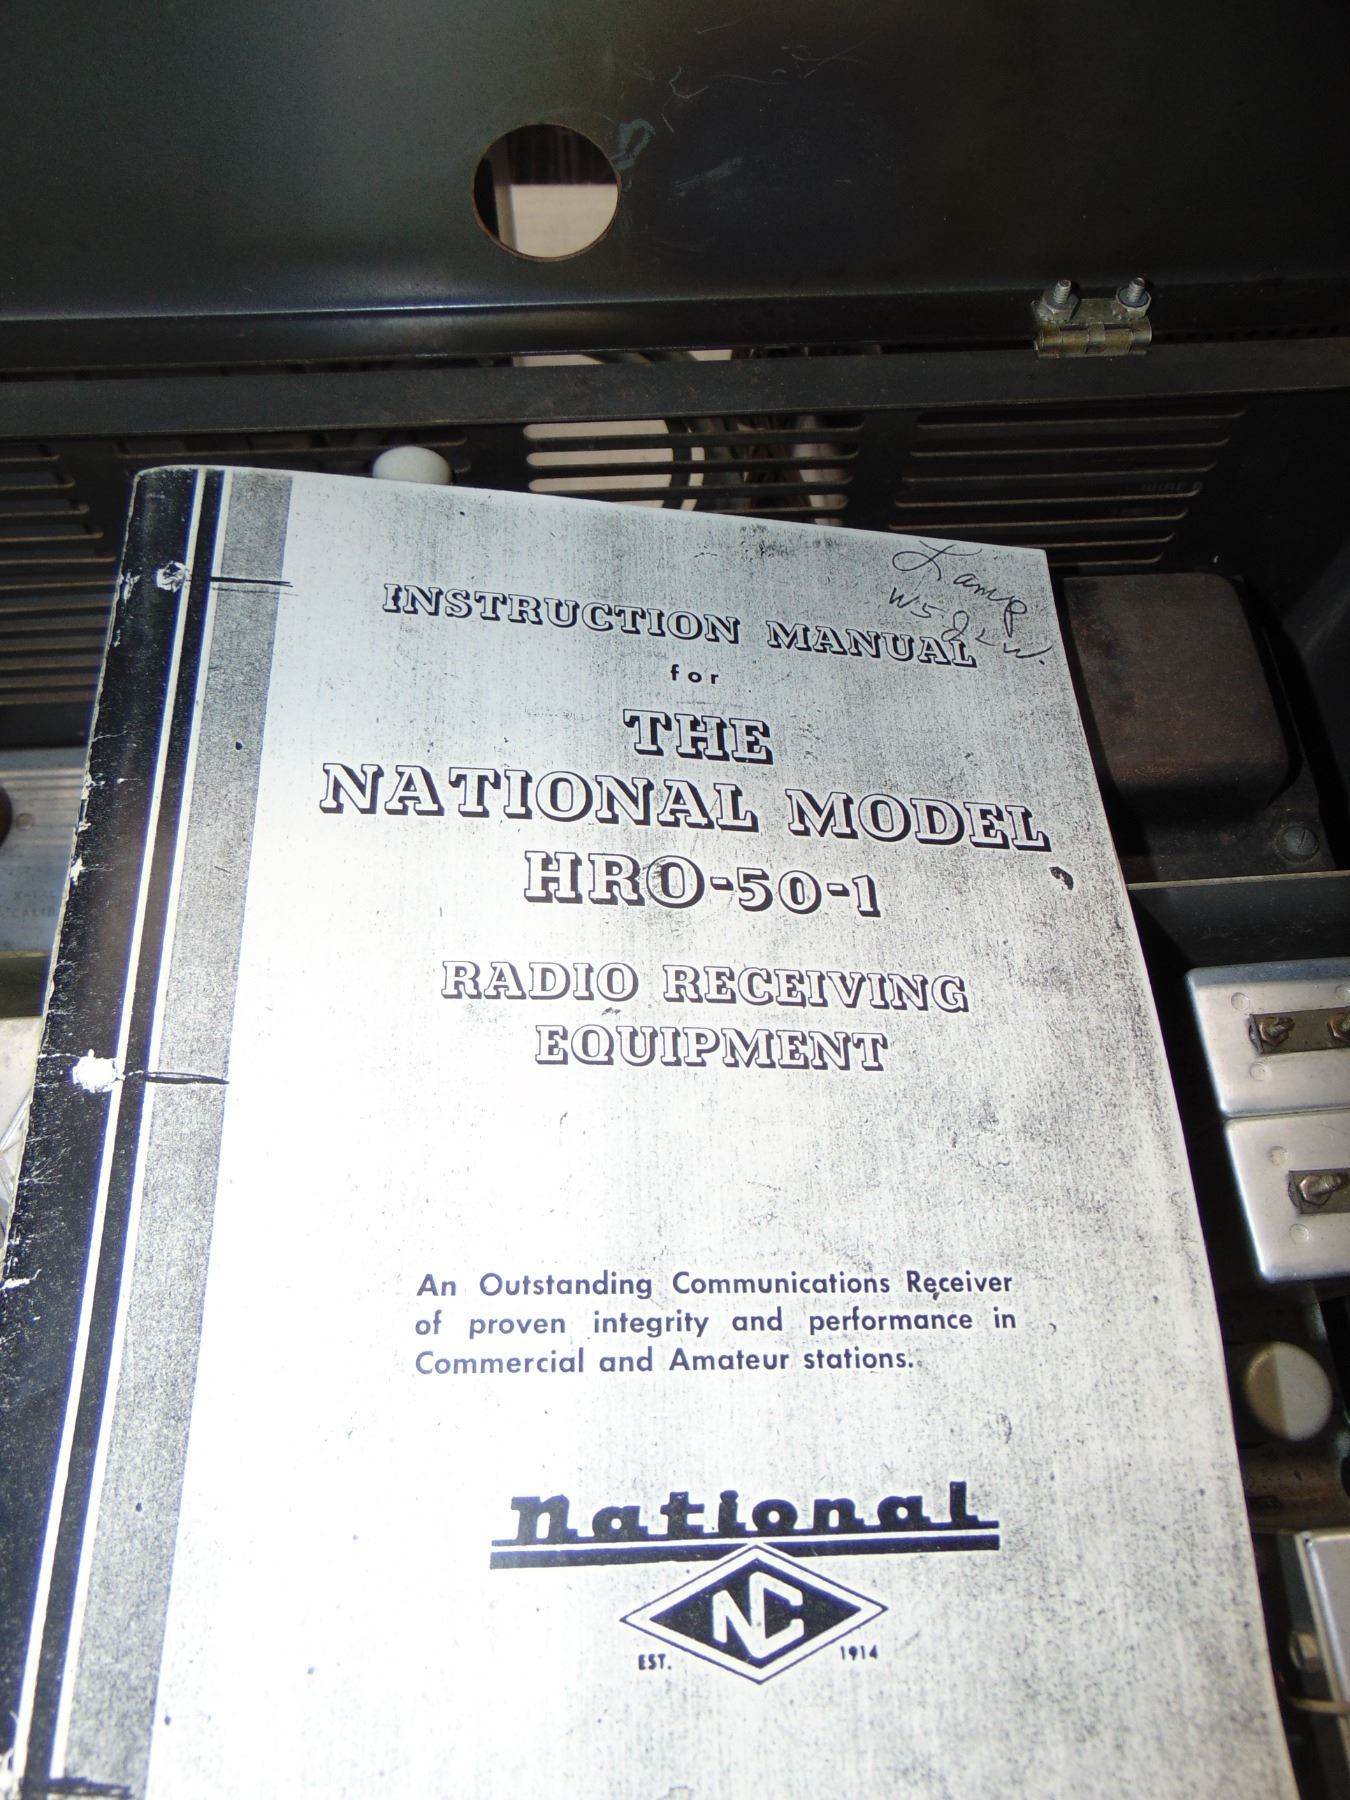 Lamp
INSTRUCTION MANUAL
for
THE
NATIONAL MODEL
HRO-50-1
RADIO RECEIVING
EQUIPMENT
An Outstanding Communications Receiver
of proven integrity and performance in
Commercial and Amateur stations.
National
NC
EST. 1914